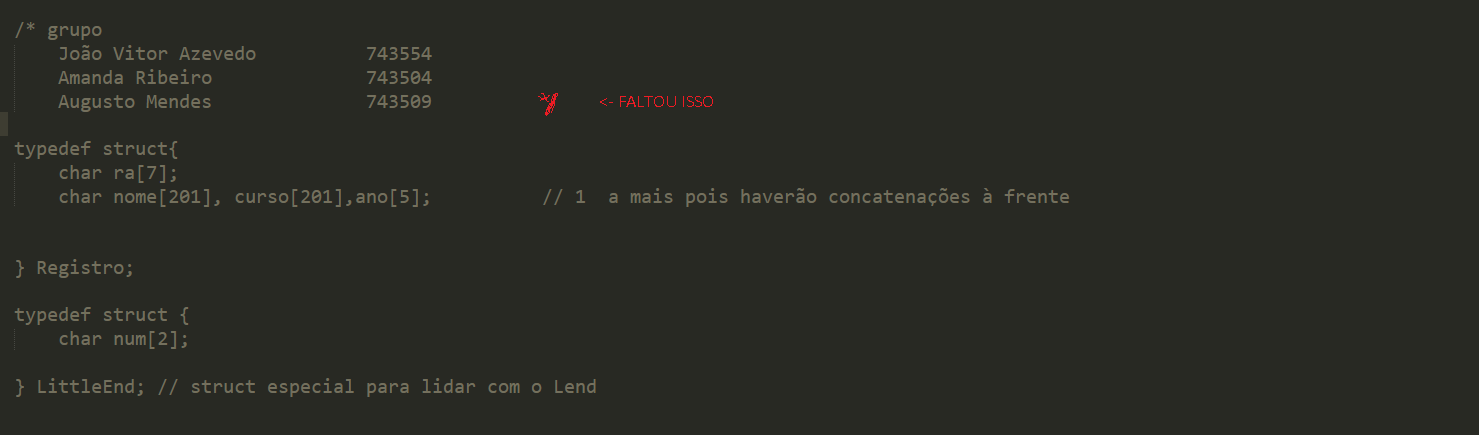 /* grupo
João Vitor Azevedo 743554
Amanda Ribeiro 743504
Augusto Mendes 743509 */ <- FALTOU ISSO
typedef struct{
char ra[7];
char nome[201], curso[201],ano[5]; // 1 a mais pois haverão concatenações à frente
} Registro;
typedef struct {
char num[2];
} LittleEnd; // struct especial para lidar com o Lend